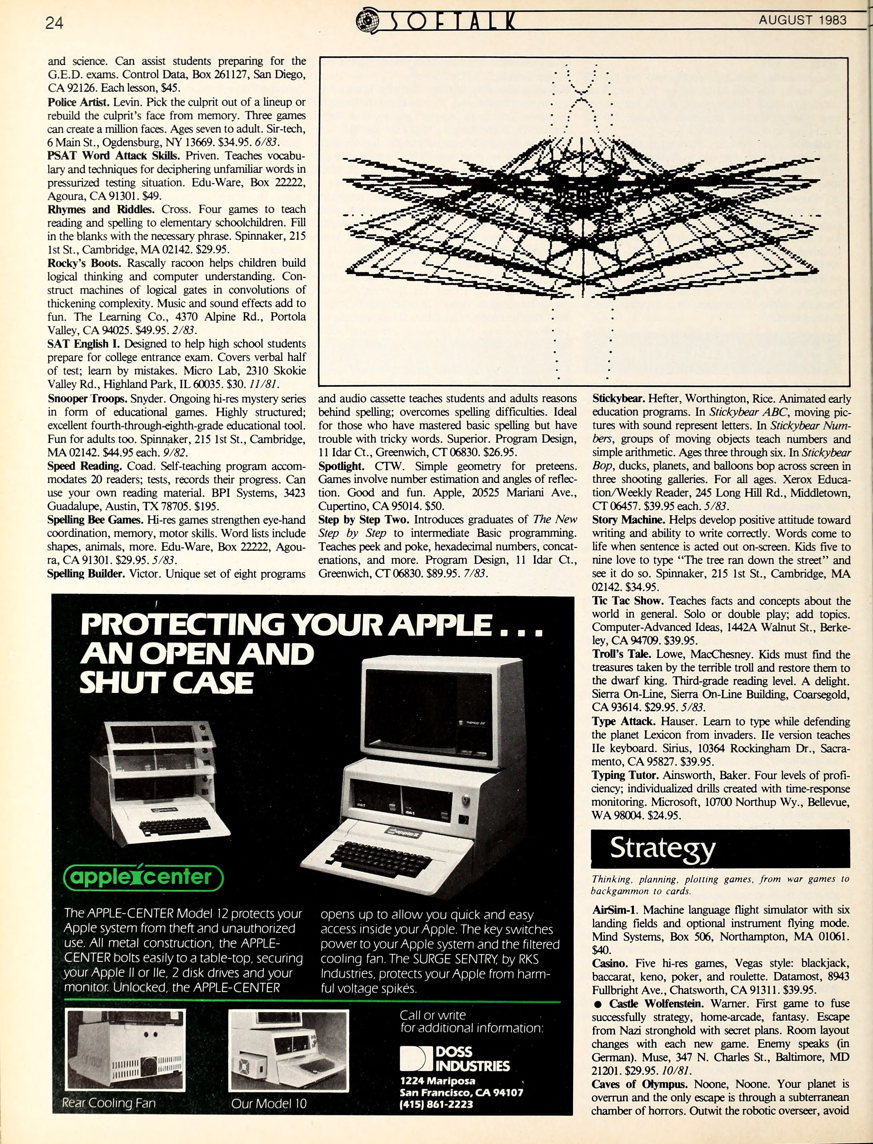 24
SOFTALK
AUGUST 1983
and science. Can assist students preparing for the
G.E.D. exams. Control Data, Box 261127, San Diego,
CA 92126. Each lesson, $45.
Police Artist. Levin. Pick the culprit out of a lineup or
rebuild the culprit's face from memory. Three games
can create a million faces. Ages seven to adult. Sir-tech,
6 Main St., Ogdensburg, NY 13669. $34.95. 6/83.
PSAT Word Attack Skills. Priven. Teaches vocabu-
lary and techniques for deciphering unfamiliar words in
pressurized testing situation. Edu-Ware, Box 22222,
Agoura, CA 91301. $49.
Rhymes and Riddles. Cross. Four games to teach
reading and spelling to elementary schoolchildren. Fill
in the blanks with the necessary phrase. Spinnaker, 215
1st St., Cambridge, MA 02142. $29.95.
Rocky's Boots. Rascally racoon helps children build
logical thinking and computer understanding. Con-
struct machines of logical gates in convolutions of
thickening complexity. Music and sound effects add to
fun. The Learning Co., 4370 Alpine Rd., Portola
Valley, CA 94025. $49.95. 2/83.
SAT English I. Designed to help high school students
prepare for college entrance exam. Covers verbal half
of test; learn by mistakes. Micro Lab, 2310 Skokie
Valley Rd., Highland Park, IL 60035. $30. 11/81.
Snooper Troops. Snyder. Ongoing hi-res mystery series
in form of educational games. Highly structured;
excellent fourth-through-eighth-grade educational tool.
Fun for adults too. Spinnaker, 215 1st St., Cambridge,
MA 02142. $44.95 each. 9/82.
Speed Reading. Coad. Self-teaching program accom-
modates 20 readers; tests, records their progress. Can
use your own reading material. BPI Systems, 3423
Guadalupe, Austin, TX 78705. $195.
Spelling Bee Games. Hi-res games strengthen eye-hand
coordination, memory, motor skills. Word lists include
shapes, animals, more. Edu-Ware, Box 22222, Agou-
ra, CA 91301. $29.95. 5/83.
Spelling Builder. Victor. Unique set of eight programs
and audio cassette teaches students and adults reasons
behind spelling; overcomes spelling difficulties. Ideal
for those who have mastered basic spelling but have
trouble with tricky words. Superior. Program Design,
11 Idar Ct., Greenwich, CT 06830. $26.95.
Spotlight. CTW. Simple geometry for preteens.
Games involve number estimation and angles of reflec-
tion. Good and fun. Apple, 20525 Mariani Ave.,
Cupertino, CA 95014. $50.
Step by Step Two. Introduces graduates of The New
Step by Step to intermediate Basic programming.
Teaches peek and poke, hexadecimal numbers, concat-
enations, and more. Program Design, 11 Idar Ct.,
Greenwich, CT 06830. $89.95. 7/83.
Stickybear. Hefter, Worthington, Rice. Animated early
education programs. In Stickybear ABC, moving pic-
tures with sound represent letters. In Stickybear Num-
bers, groups of moving objects teach numbers and
simple arithmetic. Ages three through six. In Stickybear
Bop, ducks, planets, and balloons bop across screen in
three shooting galleries. For all ages. Xerox Educa-
tion/Weekly Reader, 245 Long Hill Rd., Middletown,
CT 06457. $39.95 each. 5/83.
Story Machine. Helps develop positive attitude toward
writing and ability to write correctly. Words come to
life when sentence is acted out on-screen. Kids five to
nine love to type "The tree ran down the street" and
see it do so. Spinnaker, 215 1st St., Cambridge, MA
02142. $34.95.
Tic Tac Show. Teaches facts and concepts about the
world in general. Solo or double play; add topics.
Computer-Advanced Ideas, 1442A Walnut St., Berke-
ley, CA 94709. $39.95.
Troll's Tale. Lowe, MacChesney. Kids must find the
treasures taken by the terrible troll and restore them to
the dwarf king. Third-grade reading level. A delight.
Sierra On-Line, Sierra On-Line Building, Coarsegold,
CA 93614. $29.95. 5/83.
Type Attack. Hauser. Learn to type while defending
the planet Lexicon from invaders. IIe version teaches
IIe keyboard. Sirius, 10364 Rockingham Dr., Sacra-
mento, CA 95827. $39.95.
Typing Tutor. Ainsworth, Baker. Four levels of profi-
ciency; individualized drills created with time-response
monitoring. Microsoft, 10700 Northup Wy., Bellevue,
WA 98004. $24.95.
Strategy
Thinking, planning, plotting games, from war games to
backgammon to cards.
AirSim-1. Machine language flight simulator with six
landing fields and optional instrument flying mode.
Mind Systems, Box 506, Northampton, MA 01061.
$40.
Casino. Five hi-res games, Vegas style: blackjack,
baccarat, keno, poker, and roulette. Datamost, 8943
Fullbright Ave., Chatsworth, CA 91311. $39.95.
● Castle Wolfenstein. Warner. First game to fuse
successfully strategy, home-arcade, fantasy. Escape
from Nazi stronghold with secret plans. Room layout
changes with each new game. Enemy speaks (in
German). Muse, 347 N. Charles St., Baltimore, MD
21201. $29.95. 10/81.
Caves of Olympus. Noone, Noone. Your planet is
overrun and the only escape is through a subterranean
chamber of horrors. Outwit the robotic overseer, avoid
PROTECTING YOUR APPLE . . .
AN OPEN AND
SHUT CASE
apple center
The APPLE-CENTER Model 12 protects your
Apple system from theft and unauthorized
use. All metal construction, the APPLE-
CENTER bolts easily to a table-top, securing
your Apple II or IIe, 2 disk drives and your
monitor. Unlocked, the APPLE-CENTER
opens up to allow you quick and easy
access inside your Apple. The key switches
power to your Apple system and the filtered
cooling fan. The SURGE SENTRY, by RKS
Industries, protects your Apple from harm-
ful voltage spikes.
Rear Cooling Fan
Our Model 10
Call or write
for additional information:
DOSS
INDUSTRIES
1224 Mariposa
San Francisco, CA 94107
(415) 861-2223